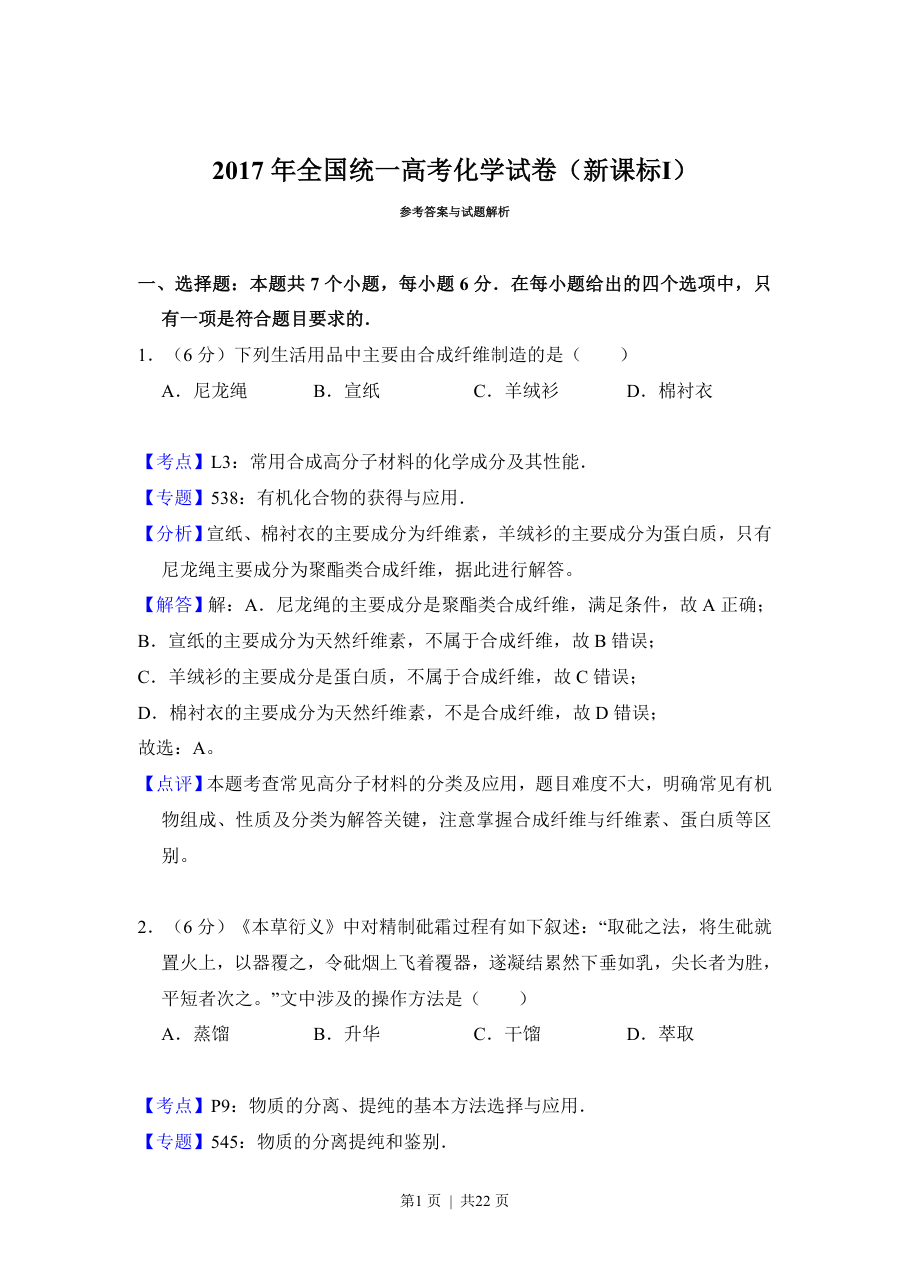 2017 年全国统一高考化学试卷（新课标Ⅰ）
参考答案与试题解析
一、选择题：本题共 7 个小题，每小题 6 分．在每小题给出的四个选项中，只
有一项是符合题目要求的．
1．（6 分）下列生活用品中主要由合成纤维制造的是（　　）
A．尼龙绳 B．宣纸 C．羊绒衫 D．棉衬衣
【考点】L3：常用合成高分子材料的化学成分及其性能．
【专题】538：有机化合物的获得与应用．
【分析】宣纸、棉衬衣的主要成分为纤维素，羊绒衫的主要成分为蛋白质，只有
尼龙绳主要成分为聚酯类合成纤维，据此进行解答。
【解答】解：A．尼龙绳的主要成分是聚酯类合成纤维，满足条件，故 A 正确；
B．宣纸的主要成分为天然纤维素，不属于合成纤维，故 B 错误；
C．羊绒衫的主要成分是蛋白质，不属于合成纤维，故 C 错误；
D．棉衬衣的主要成分为天然纤维素，不是合成纤维，故 D 错误；
故选：A。
【点评】本题考查常见高分子材料的分类及应用，题目难度不大，明确常见有机
物组成、性质及分类为解答关键，注意掌握合成纤维与纤维素、蛋白质等区
别。
2．（6 分）《本草衍义》中对精制砒霜过程有如下叙述：“取砒之法，将生砒就
置火上，以器覆之，令砒烟上飞着覆器，遂凝结累然下垂如乳，尖长者为胜，
平短者次之。”文中涉及的操作方法是（　　）
A．蒸馏 B．升华 C．干馏 D．萃取
【考点】P9：物质的分离、提纯的基本方法选择与应用．
【专题】545：物质的分离提纯和鉴别．
第1页 | 共22页